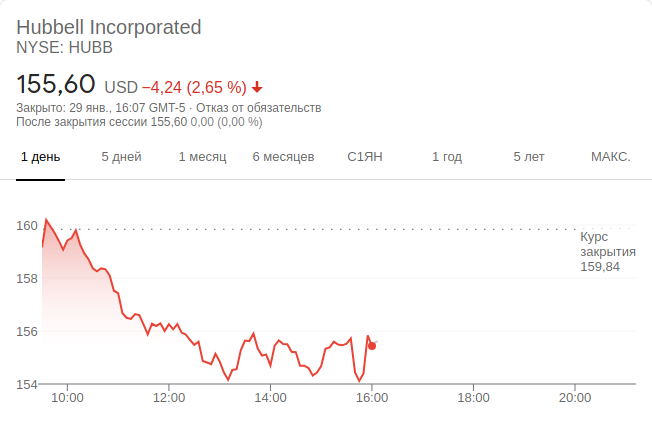 Hubbell Incorporated
NYSE: HUBB
155,60 USD −4,24 (2,65 %)
Закрыто: 29 янв., 16:07 GMT-5 · Отказ от обязательств
После закрытия сессии 155,60 0,00 (0,00 %)
1 день 5 дней 1 месяц 6 месяцев С1ЯН 1 год 5 лет МАКС.
160
Курс
закрытия
159,84
158
156
154
10:00 12:00 14:00 16:00 18:00 20:00